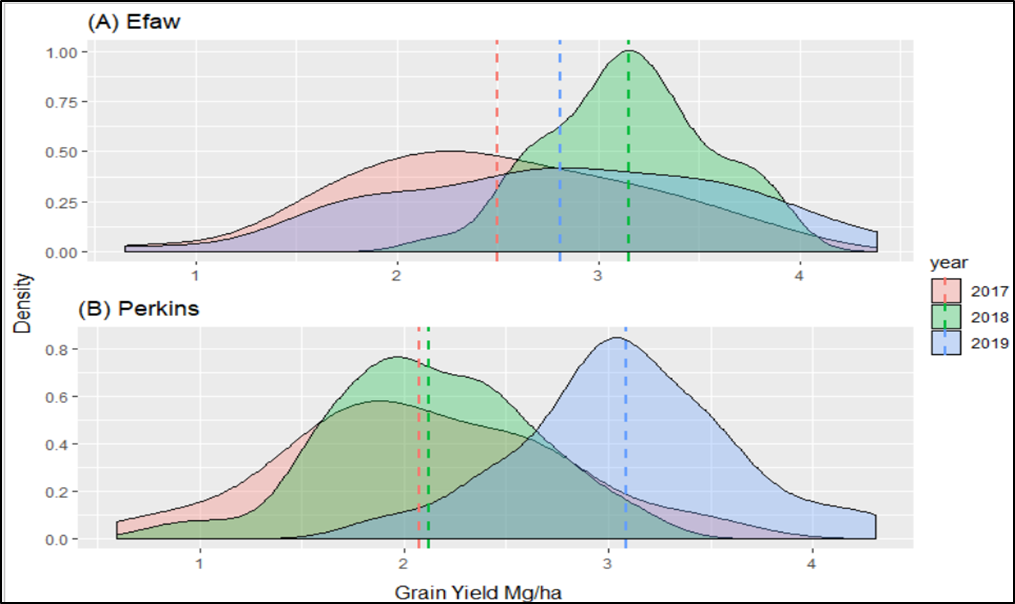 (A) Efaw
1.00
0.75
0.50
0.25
0.00
1 2 3 4
Density
(B) Perkins
0.8
0.6
0.4
0.2
0.0
1 2 3 4
Grain Yield Mg/ha
year
2017
2018
2019